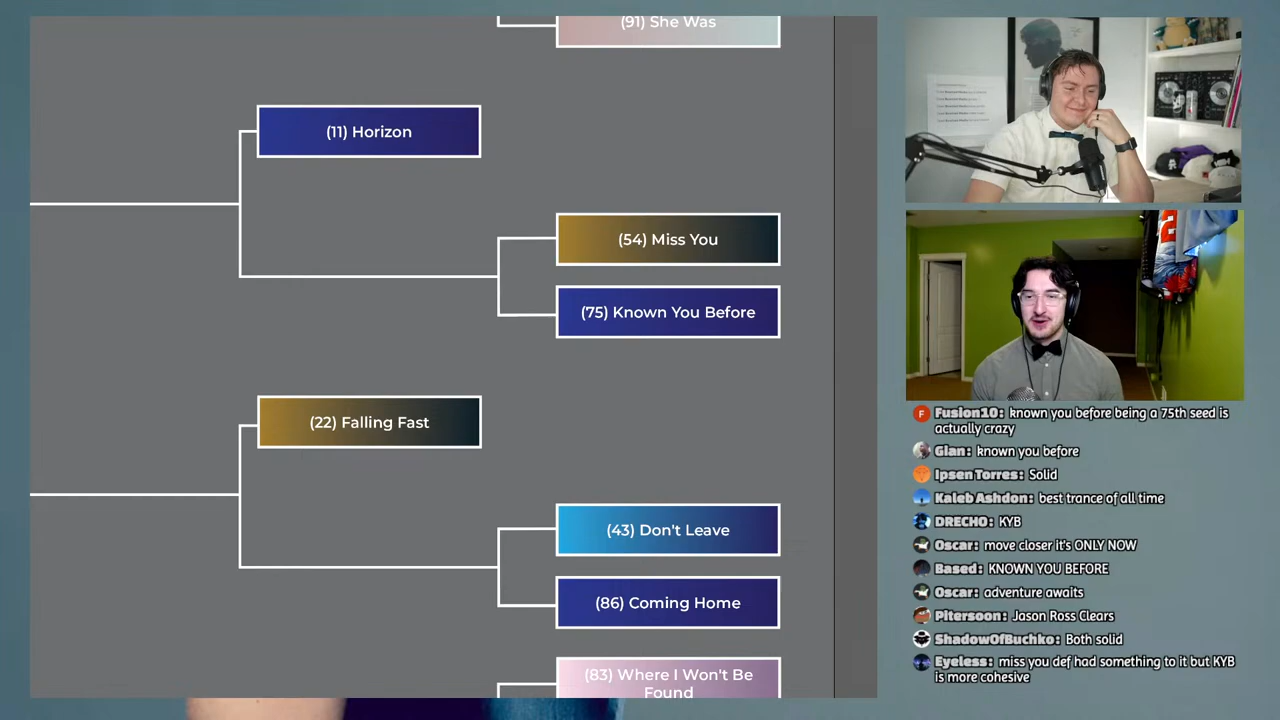 (91) She Was
(11) Horizon
(54) Miss You
(75) Known You Before
(22) Falling Fast
(43) Don't Leave
(86) Coming Home
(83) Where I Won't Be
Found
Fusion10: known you before being a 75th seed is
actually crazy
Glan: known you before
Ipsen Torres: Solid
Kaleb Ashdon: best trance of all time
DRECHO: KYB
Oscar: move closer it's ONLY NOW
Based: KNOWN YOU BEFORE
Oscar: adventure awaits
Pitersoon: Jason Ross Clears
ShadowOfBuchko: Both solid
Eyeless: miss you def had something to it but KYB
is more cohesive